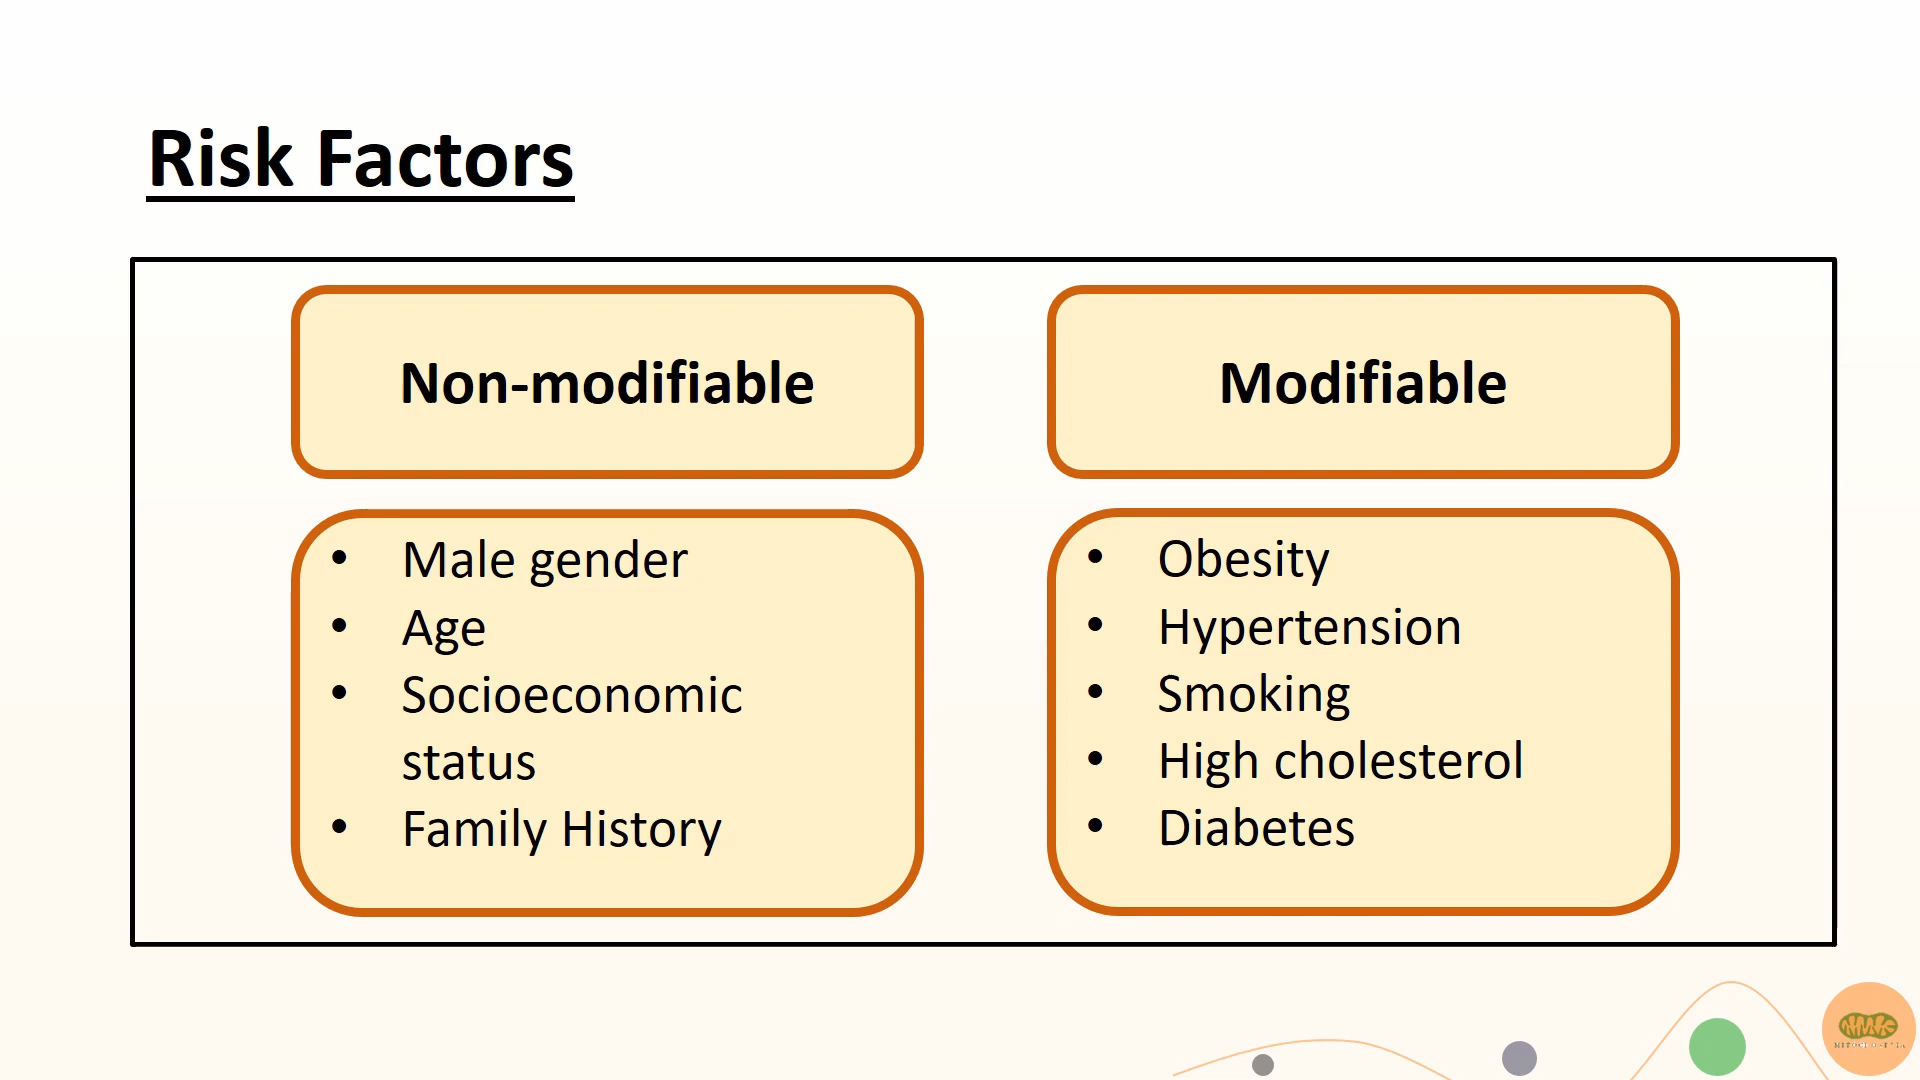 Risk Factors
Non-modifiable
Modifiable
• Male gender
• Age
• Socioeconomic
status
• Family History
• Obesity
• Hypertension
• Smoking
• High cholesterol
• Diabetes